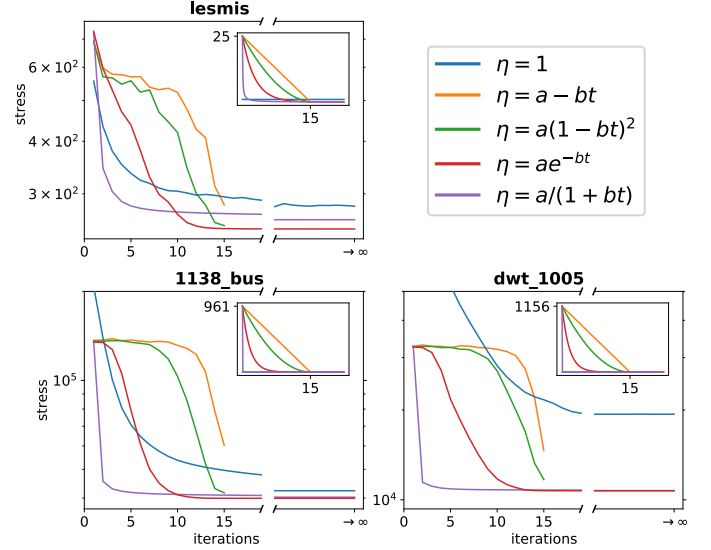 lesmis
stress
6 × 10²
4 × 10²
3 × 10²
0 5 10 15 → ∞
25
15
η = 1
η = a − bt
η = a(1 − bt)²
η = ae⁻ᵇᵗ
η = a/(1 + bt)
1138_bus
stress
10⁵
0 5 10 15 → ∞
iterations
961
15
dwt_1005
10⁴
0 5 10 15 → ∞
iterations
1156
15